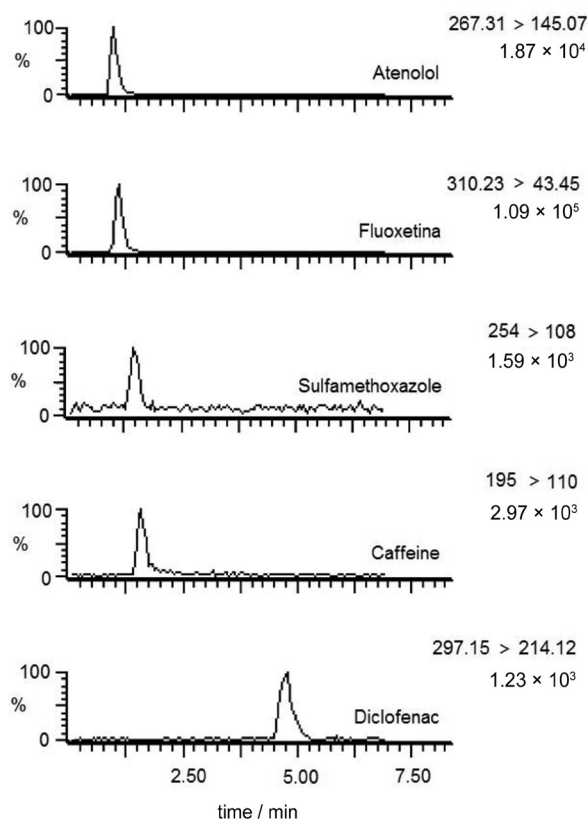 267.31 > 145.07
1.87 × 10⁴
100
%
0
Atenolol
310.23 > 43.45
1.09 × 10⁵
100
%
0
Fluoxetina
254 > 108
1.59 × 10³
100
%
0
Sulfamethoxazole
195 > 110
2.97 × 10³
100
%
0
Caffeine
297.15 > 214.12
1.23 × 10³
100
%
0
Diclofenac
2.50 5.00 7.50
time / min